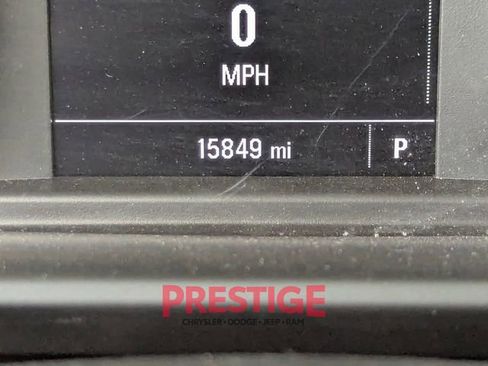 0
MPH
15849 mi P
PRESTIGE
CHRYSLER • DODGE • JEEP • RAM